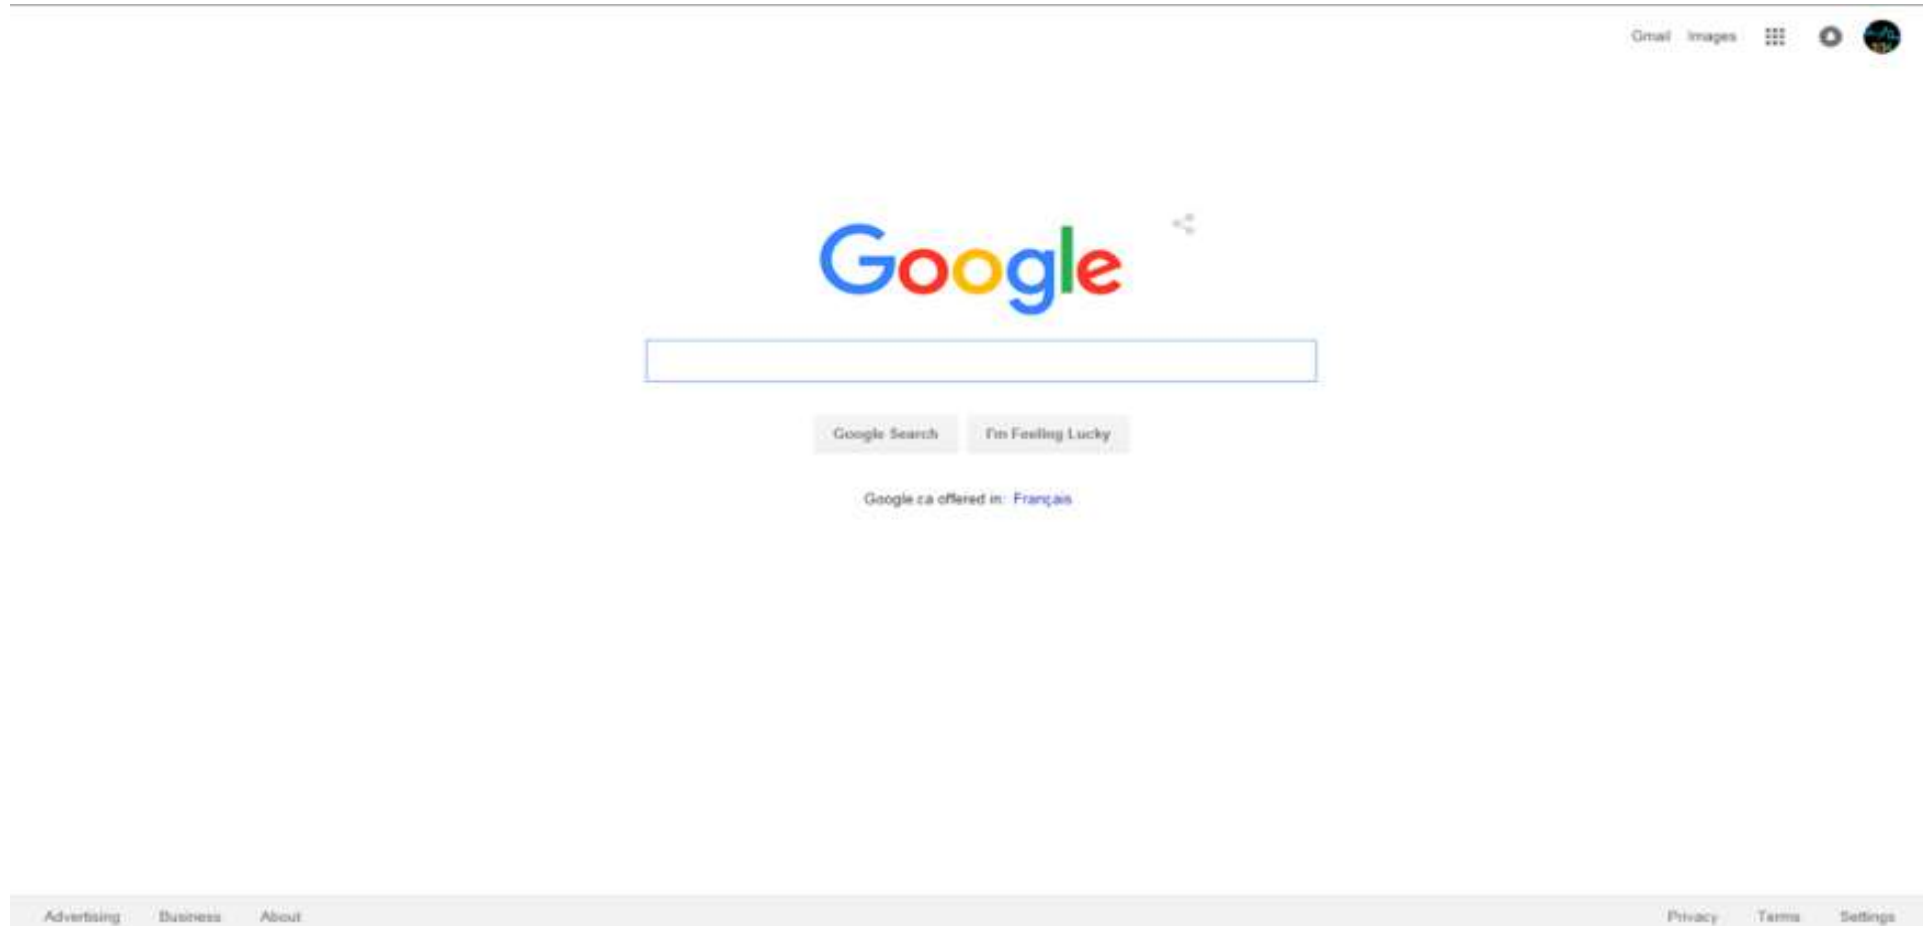 Gmail Images
Google
Google Search I'm Feeling Lucky
Google.ca offered in: Français
Advertising Business About Privacy Terms Settings